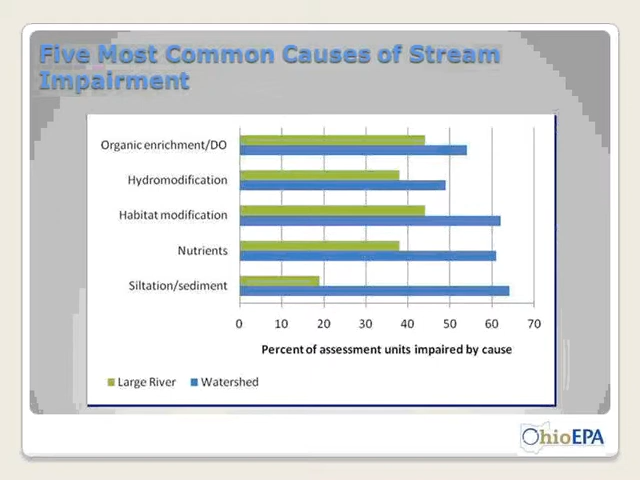 Five Most Common Causes of Stream
Impairment
Organic enrichment/DO
Hydromodification
Habitat modification
Nutrients
Siltation/sediment
0 10 20 30 40 50 60 70
Percent of assessment units impaired by cause
Large River Watershed
OhioEPA